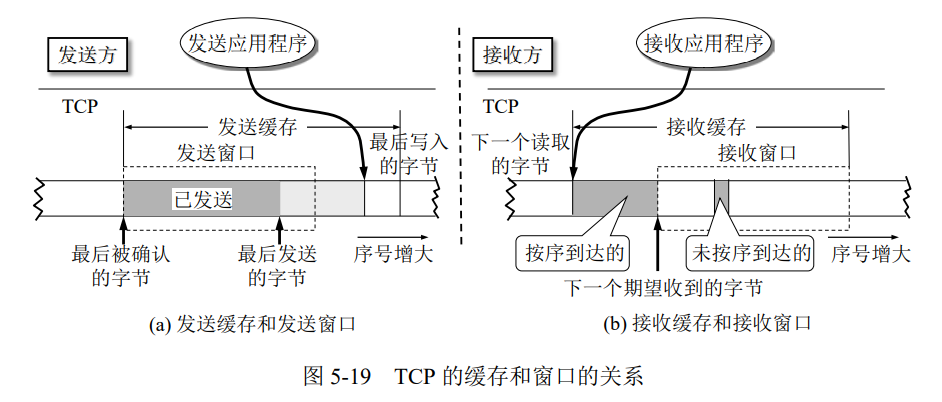 发送方
发送应用程序
TCP
发送缓存
发送窗口
最后写入
的字节
已发送
最后被确认
的字节
最后发送
的字节
序号增大
(a) 发送缓存和发送窗口
接收方
接收应用程序
TCP
接收缓存
下一个读取
的字节
接收窗口
按序到达的
未按序到达的
序号增大
下一个期望收到的字节
(b) 接收缓存和接收窗口
图 5-19 TCP 的缓存和窗口的关系